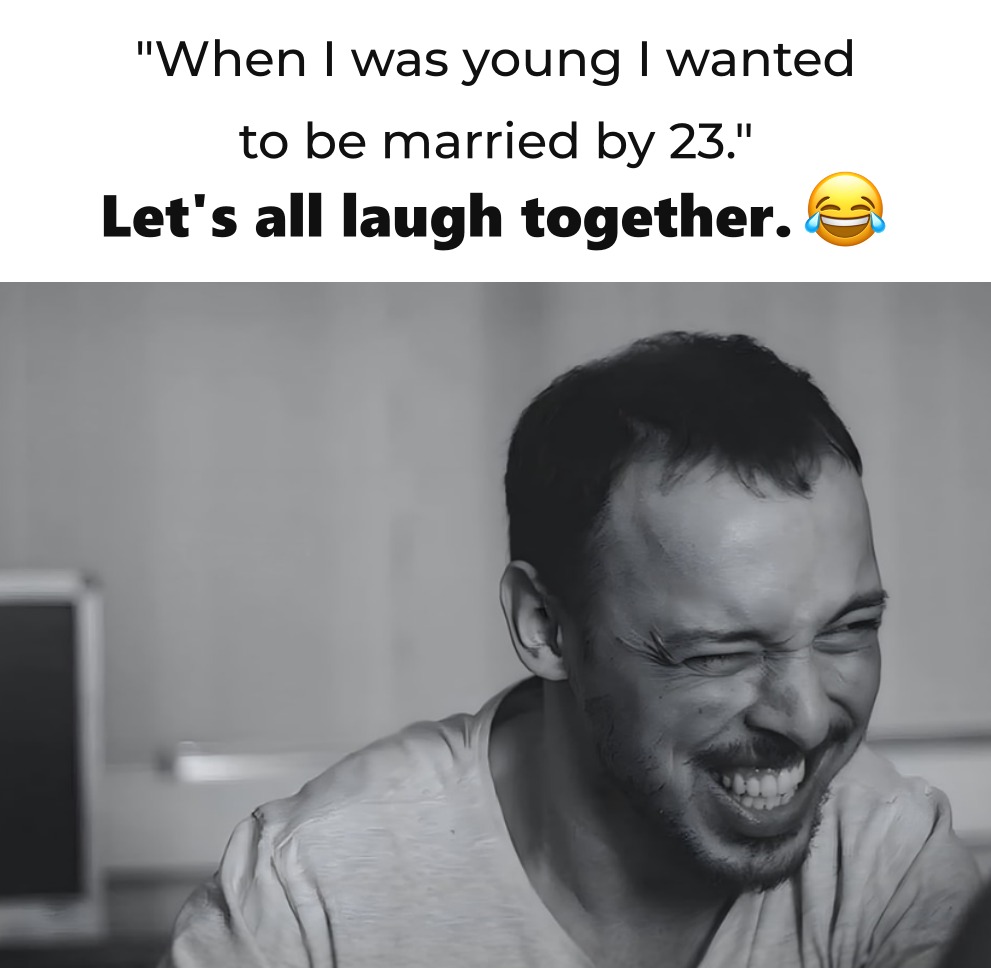 "When I was young I wanted
to be married by 23."
Let's all laugh together. 😂